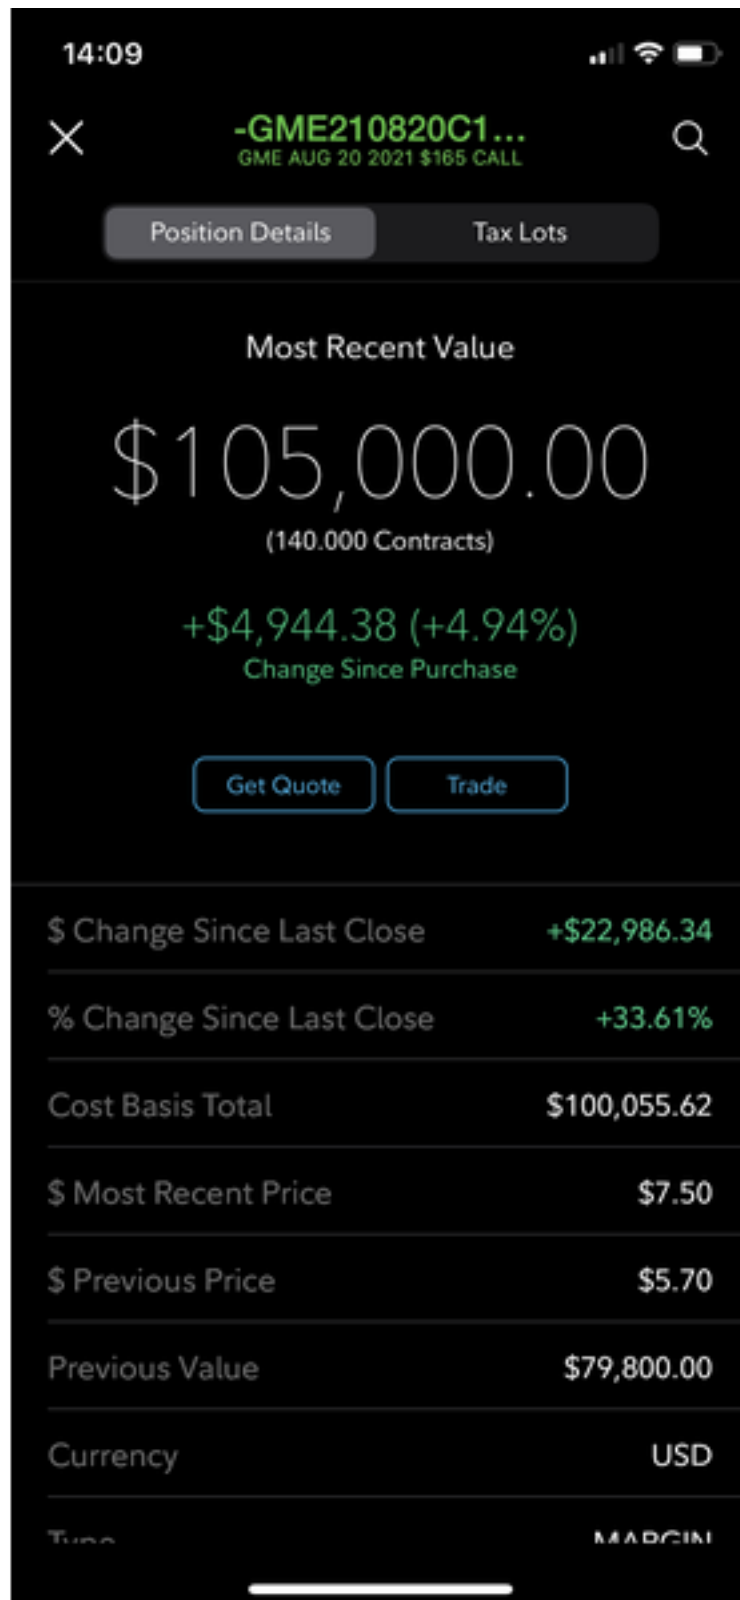 14:09
-GME210820C1...
GME AUG 20 2021 $165 CALL
Position Details Tax Lots
Most Recent Value
$105,000.00
(140.000 Contracts)
+$4,944.38 (+4.94%)
Change Since Purchase
Get Quote Trade
$ Change Since Last Close +$22,986.34
% Change Since Last Close +33.61%
Cost Basis Total $100,055.62
$ Most Recent Price $7.50
$ Previous Price $5.70
Previous Value $79,800.00
Currency USD
Type MARGIN